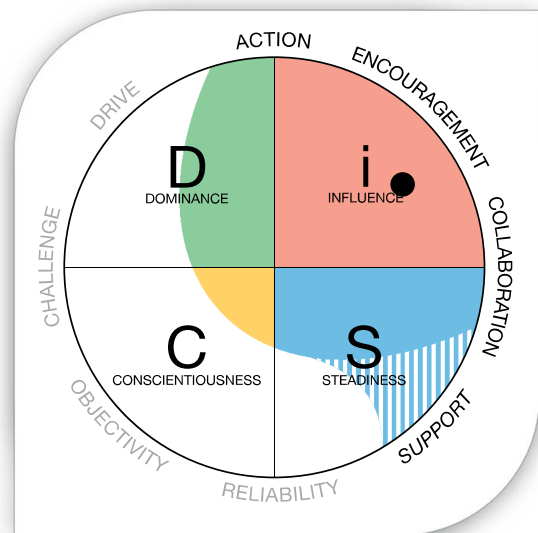 ACTION
ENCOURAGEMENT
DRIVE
D
DOMINANCE
i
INFLUENCE
CHALLENGE
COLLABORATION
C
CONSCIENTIOUSNESS
S
STEADINESS
OBJECTIVITY
SUPPORT
RELIABILITY